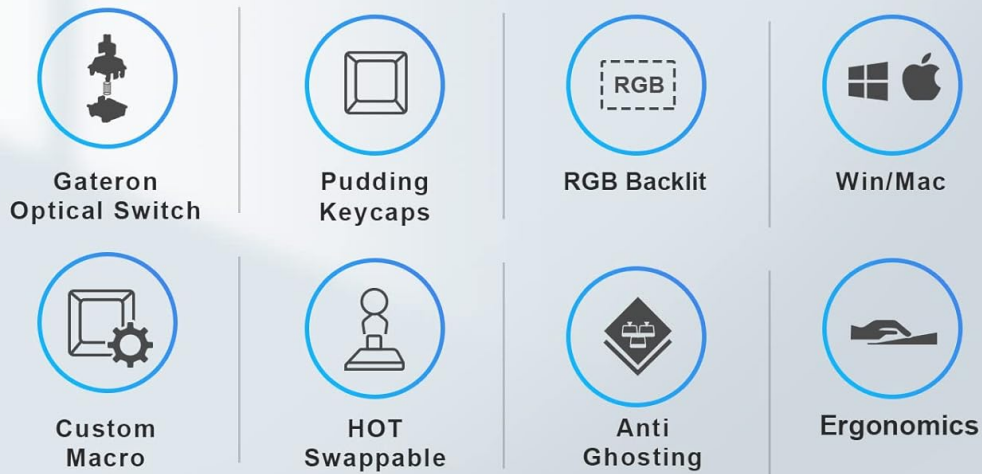 Gateron
Optical Switch
Pudding
Keycaps
RGB
RGB Backlit
Win/Mac
Custom
Macro
HOT
Swappable
Anti
Ghosting
Ergonomics